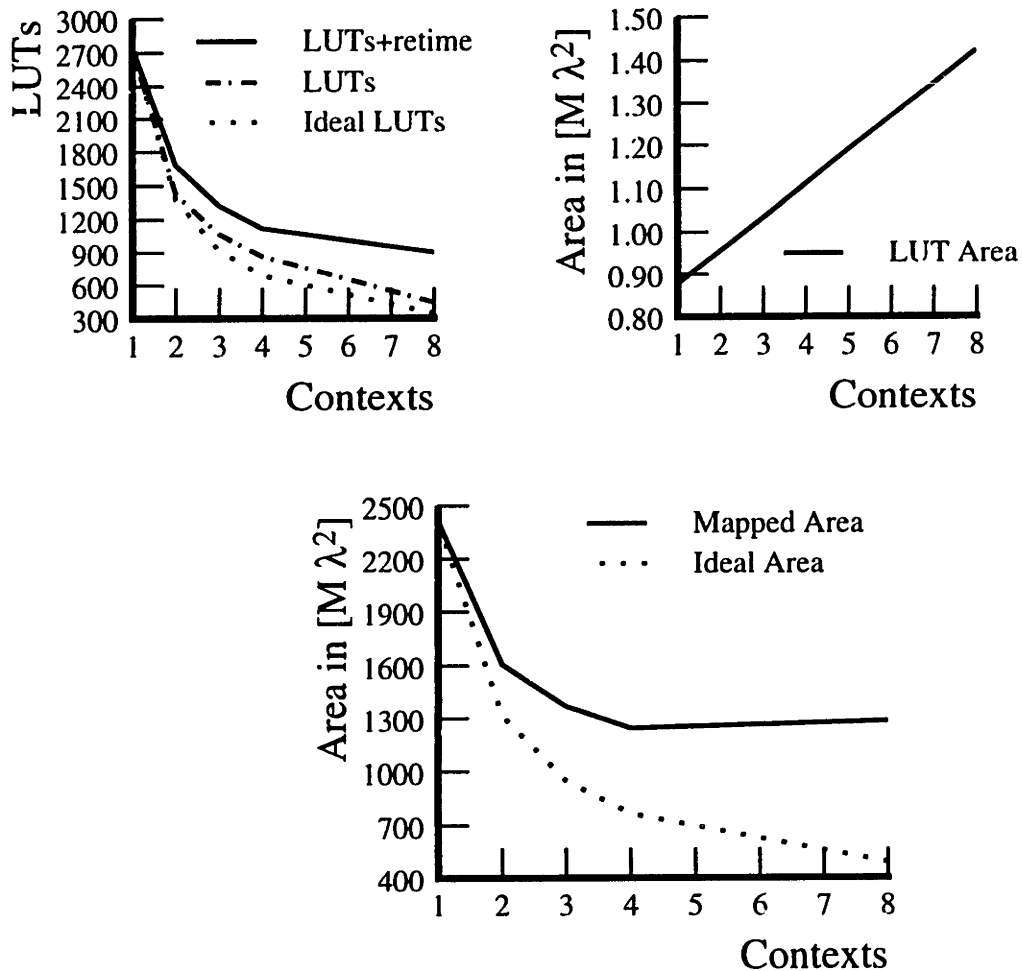 LUTs
3000
2700
2400
2100
1800
1500
1200
900
600
300
LUTs+retime
LUTs
Ideal LUTs
1 2 3 4 5 6 7 8
Contexts
Area in [M λ²]
1.50
1.40
1.30
1.20
1.10
1.00
0.90
0.80
LUT Area
1 2 3 4 5 6 7 8
Contexts
Area in [M λ²]
2500
2200
1900
1600
1300
1000
700
400
Mapped Area
Ideal Area
1 2 3 4 5 6 7 8
Contexts